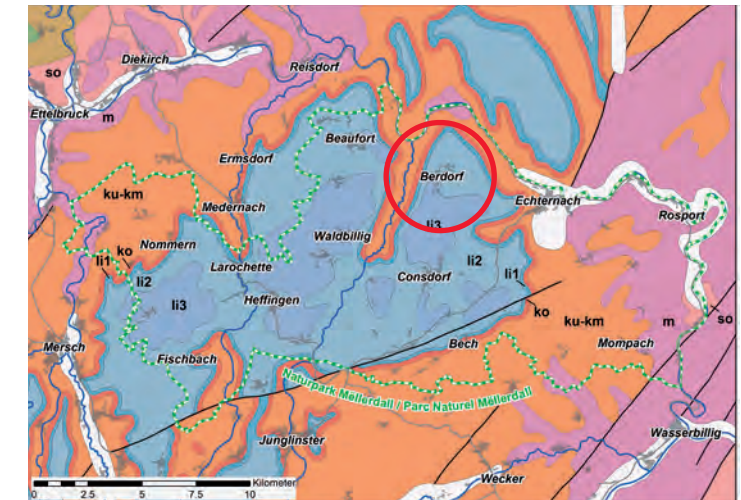 so
Diekirch
Reisdorf
Ettelbruck
m
Beaufort
Ermsdorf
Berdorf
ku-km
Medernach
Echternach
Rosport
Nommern
Waldbillig
li3
ko
li1
Larochette
li2
li2
Consdorf
li1
li3
Heffingen
ko
ku-km
m
so
Mersch
Fischbach
Bech
Mompach
Naturpark Mëllerdall / Parc Naturel Mëllerdall
Junglinster
Wasserbillig
Kilometer
Wecker
0 2.5 5 7.5 10